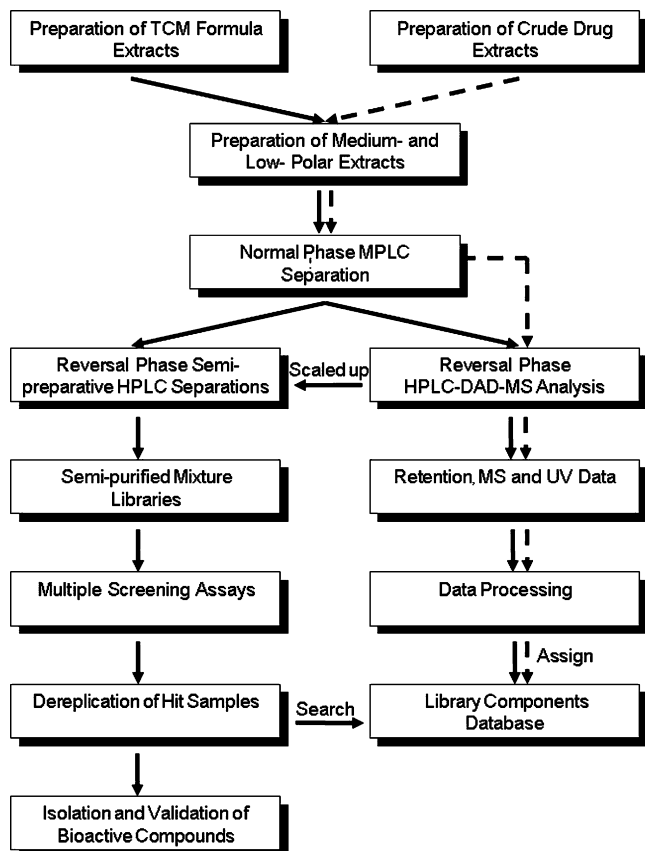 Preparation of TCM Formula
Extracts
Preparation of Crude Drug
Extracts
Preparation of Medium- and
Low- Polar Extracts
Normal Phase MPLC
Separation
Reversal Phase Semi-
preparative HPLC Separations
Scaled up
Reversal Phase
HPLC-DAD-MS Analysis
Semi-purified Mixture
Libraries
Retention, MS and UV Data
Multiple Screening Assays
Data Processing
Assign
Dereplication of Hit Samples
Search
Library Components
Database
Isolation and Validation of
Bioactive Compounds